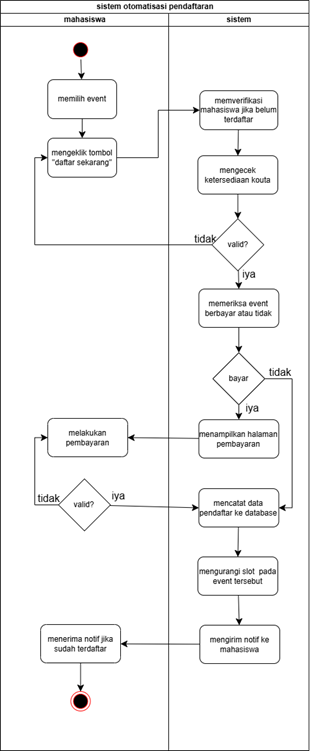 sistem otomatisasi pendaftaran
mahasiswa
sistem
memilih event
memverifikasi
mahasiswa jika belum
terdaftar
mengeklik tombol
"daftar sekarang"
mengecek
ketersediaan kouta
tidak
valid?
iya
memeriksa event
berbayar atau tidak
bayar
tidak
iya
melakukan
pembayaran
menampilkan halaman
pembayaran
tidak
valid?
iya
mencatat data
pendaftar ke database
mengurangi slot pada
event tersebut
menerima notif jika
sudah terdaftar
mengirim notif ke
mahasiswa